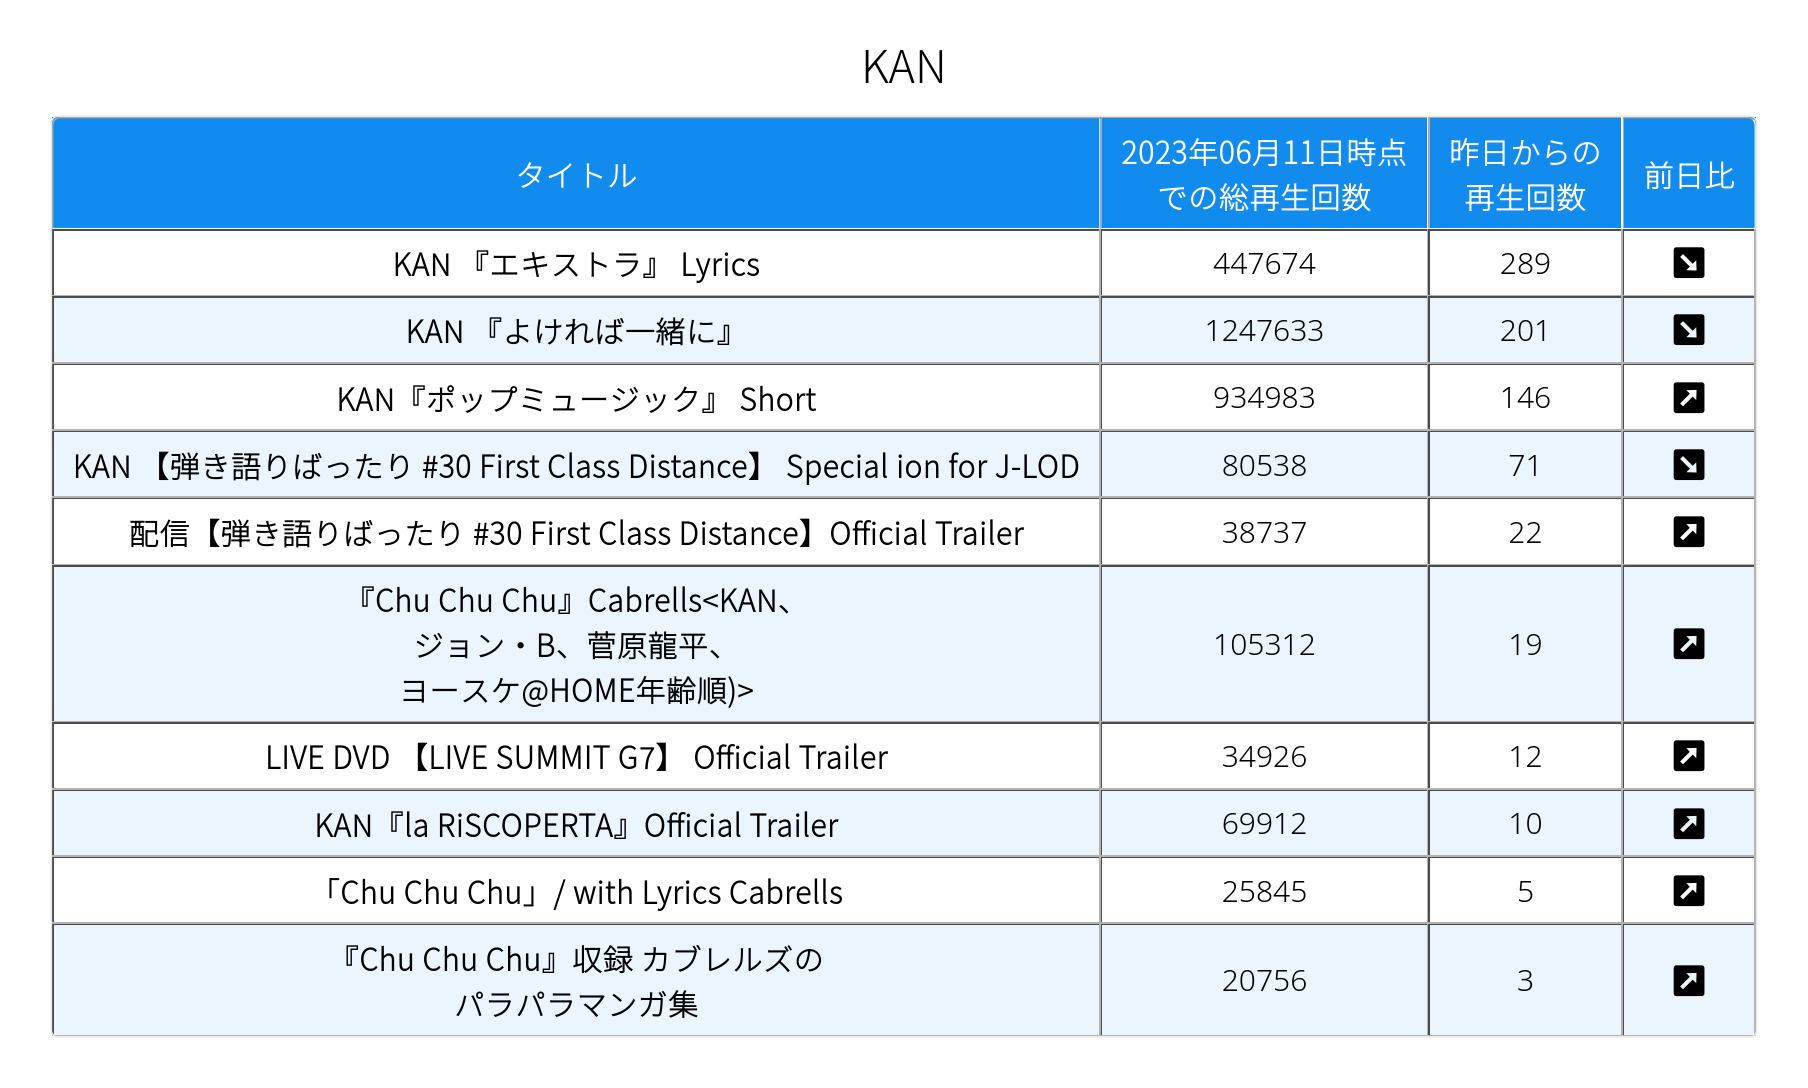 KAN
タイトル
2023年06月11日時点
での総再生回数
昨日からの
再生回数
前日比
KAN 『エキストラ』 Lyrics
447674
289
KAN 『よければ一緒に』
1247633
201
KAN『ポップミュージック』 Short
934983
146
KAN 【弾き語りばったり #30 First Class Distance】 Special ion for J-LOD
80538
71
配信【弾き語りばったり #30 First Class Distance】Official Trailer
38737
22
『Chu Chu Chu』Cabrells<KAN、
ジョン・B、菅原龍平、
ヨースケ@HOME年齢順)>
105312
19
LIVE DVD 【LIVE SUMMIT G7】 Official Trailer
34926
12
KAN『la RiSCOPERTA』Official Trailer
69912
10
「Chu Chu Chu」/ with Lyrics Cabrells
25845
5
『Chu Chu Chu』収録 カブレルズの
パラパラマンガ集
20756
3